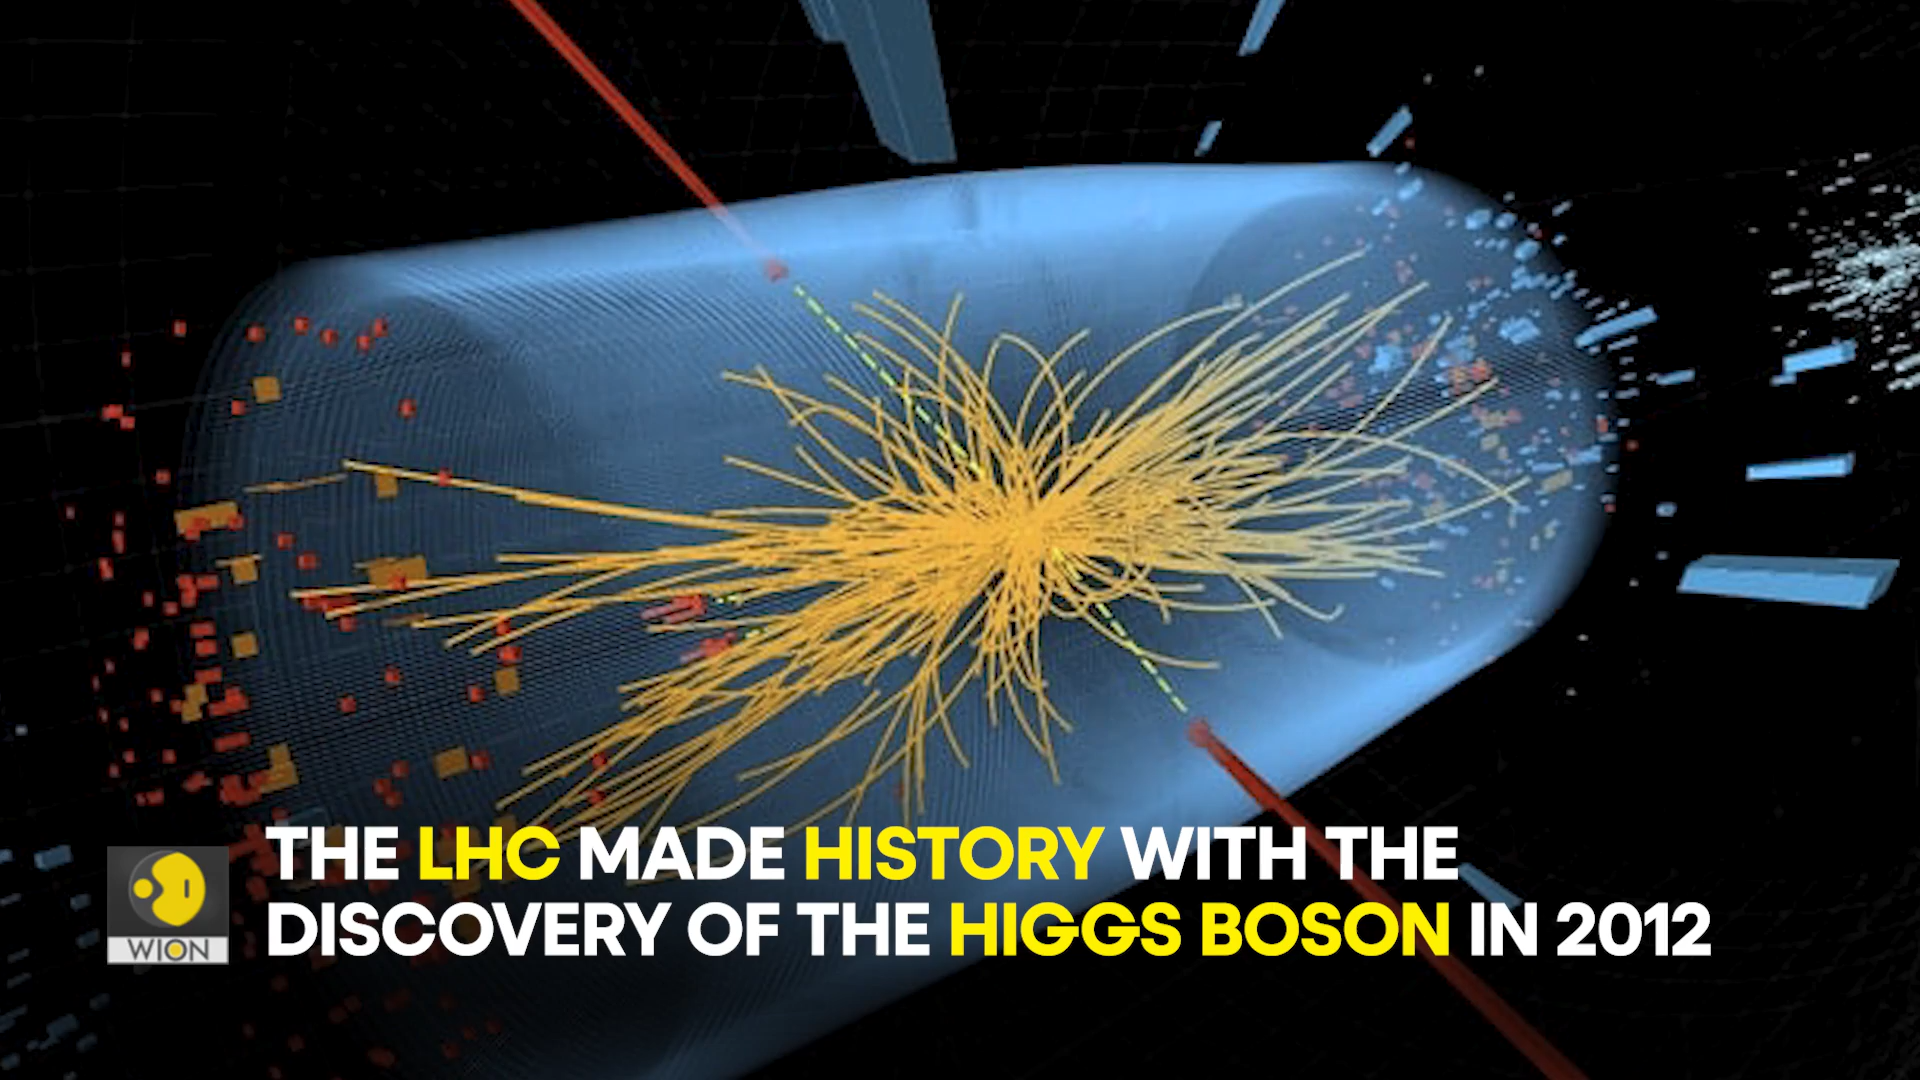 THE LHC MADE HISTORY WITH THE
DISCOVERY OF THE HIGGS BOSON IN 2012
WION